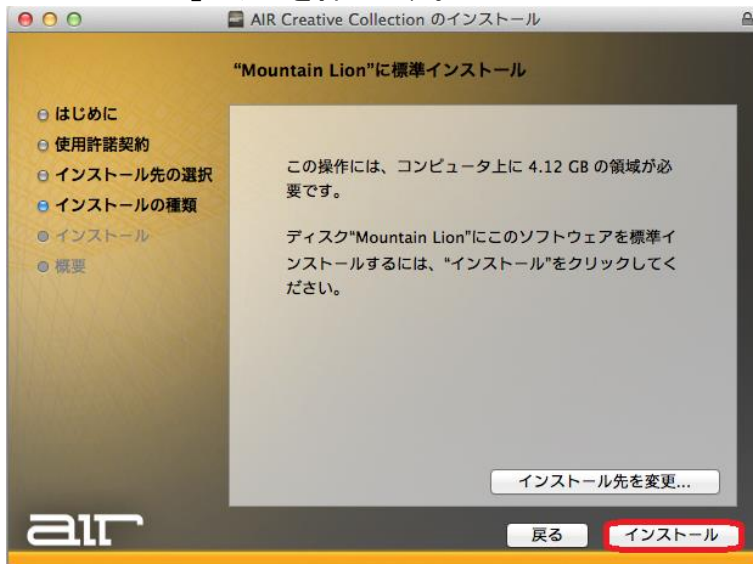 AIR Creative Collection のインストール
“Mountain Lion”に標準インストール
はじめに
使用許諾契約
インストール先の選択
インストールの種類
インストール
概要
この操作には、コンピュータ上に 4.12 GB の領域が必
要です。
ディスク“Mountain Lion”にこのソフトウェアを標準イ
ンストールするには、“インストール”をクリックしてく
ださい。
インストール先を変更...
air
戻る
インストール